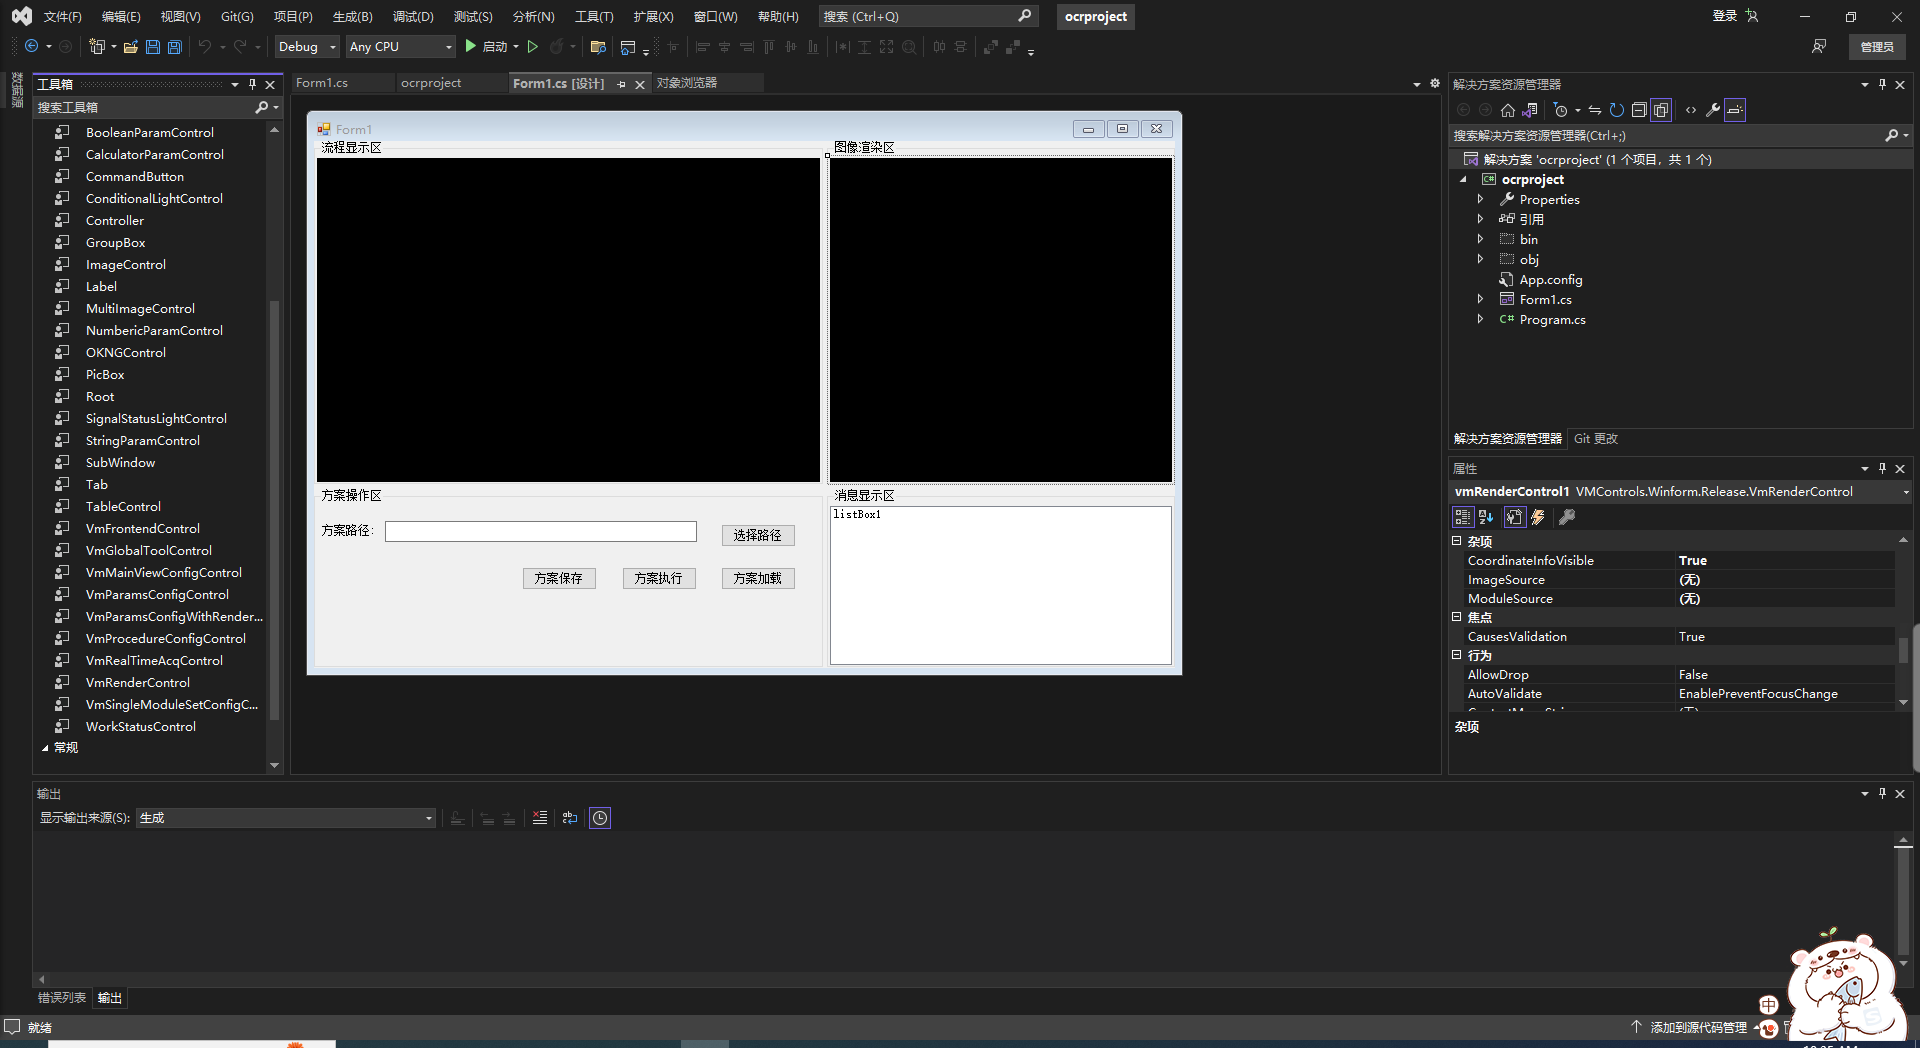 文件(F) 编辑(E) 视图(V) Git(G) 项目(P) 生成(B) 调试(D) 测试(S) 分析(N) 工具(T) 扩展(X) 窗口(W) 帮助(H) 搜索 (Ctrl+Q) ocrproject 登录
Debug Any CPU 启动 管理员
数据源
工具箱
搜索工具箱
BooleanParamControl
CalculatorParamControl
CommandButton
ConditionalLightControl
Controller
GroupBox
ImageControl
Label
MultiImageControl
NumbericParamControl
OKNGControl
PicBox
Root
SignalStatusLightControl
StringParamControl
SubWindow
Tab
TableControl
VmFrontendControl
VmGlobalToolControl
VmMainViewConfigControl
VmParamsConfigControl
VmParamsConfigWithRender...
VmProcedureConfigControl
VmRealTimeAcqControl
VmRenderControl
VmSingleModuleSetConfigC...
WorkStatusControl
常规
Form1.cs ocrproject Form1.cs [设计] 对象浏览器
Form1
流程显示区 图像渲染区
方案操作区 消息显示区
listBox1
方案路径: 选择路径
方案保存 方案执行 方案加载
解决方案资源管理器
搜索解决方案资源管理器(Ctrl+;)
解决方案 'ocrproject' (1 个项目，共 1 个)
C# ocrproject
Properties
引用
bin
obj
App.config
Form1.cs
C# Program.cs
解决方案资源管理器 Git 更改
属性
vmRenderControl1 VMControls.Winform.Release.VmRenderControl
杂项
CoordinateInfoVisible True
ImageSource (无)
ModuleSource (无)
焦点
CausesValidation True
行为
AllowDrop False
AutoValidate EnablePreventFocusChange
杂项
输出
显示输出来源(S): 生成
错误列表 输出
就绪
添加到源代码管理
中